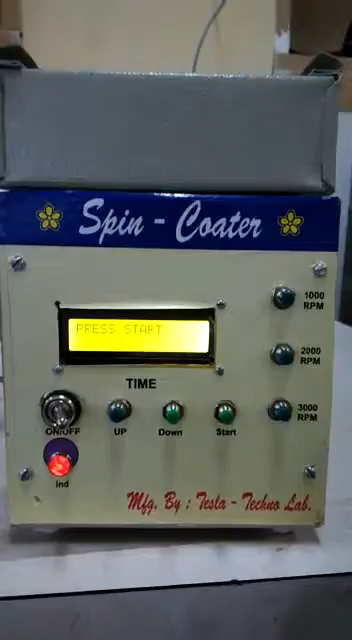 Spin - Coater
1000
RPM
PRESS START
2000
RPM
TIME
3000
RPM
ON/OFF
UP
Down
Start
Ind
Mfg. By : Tesla - Techno Lab.